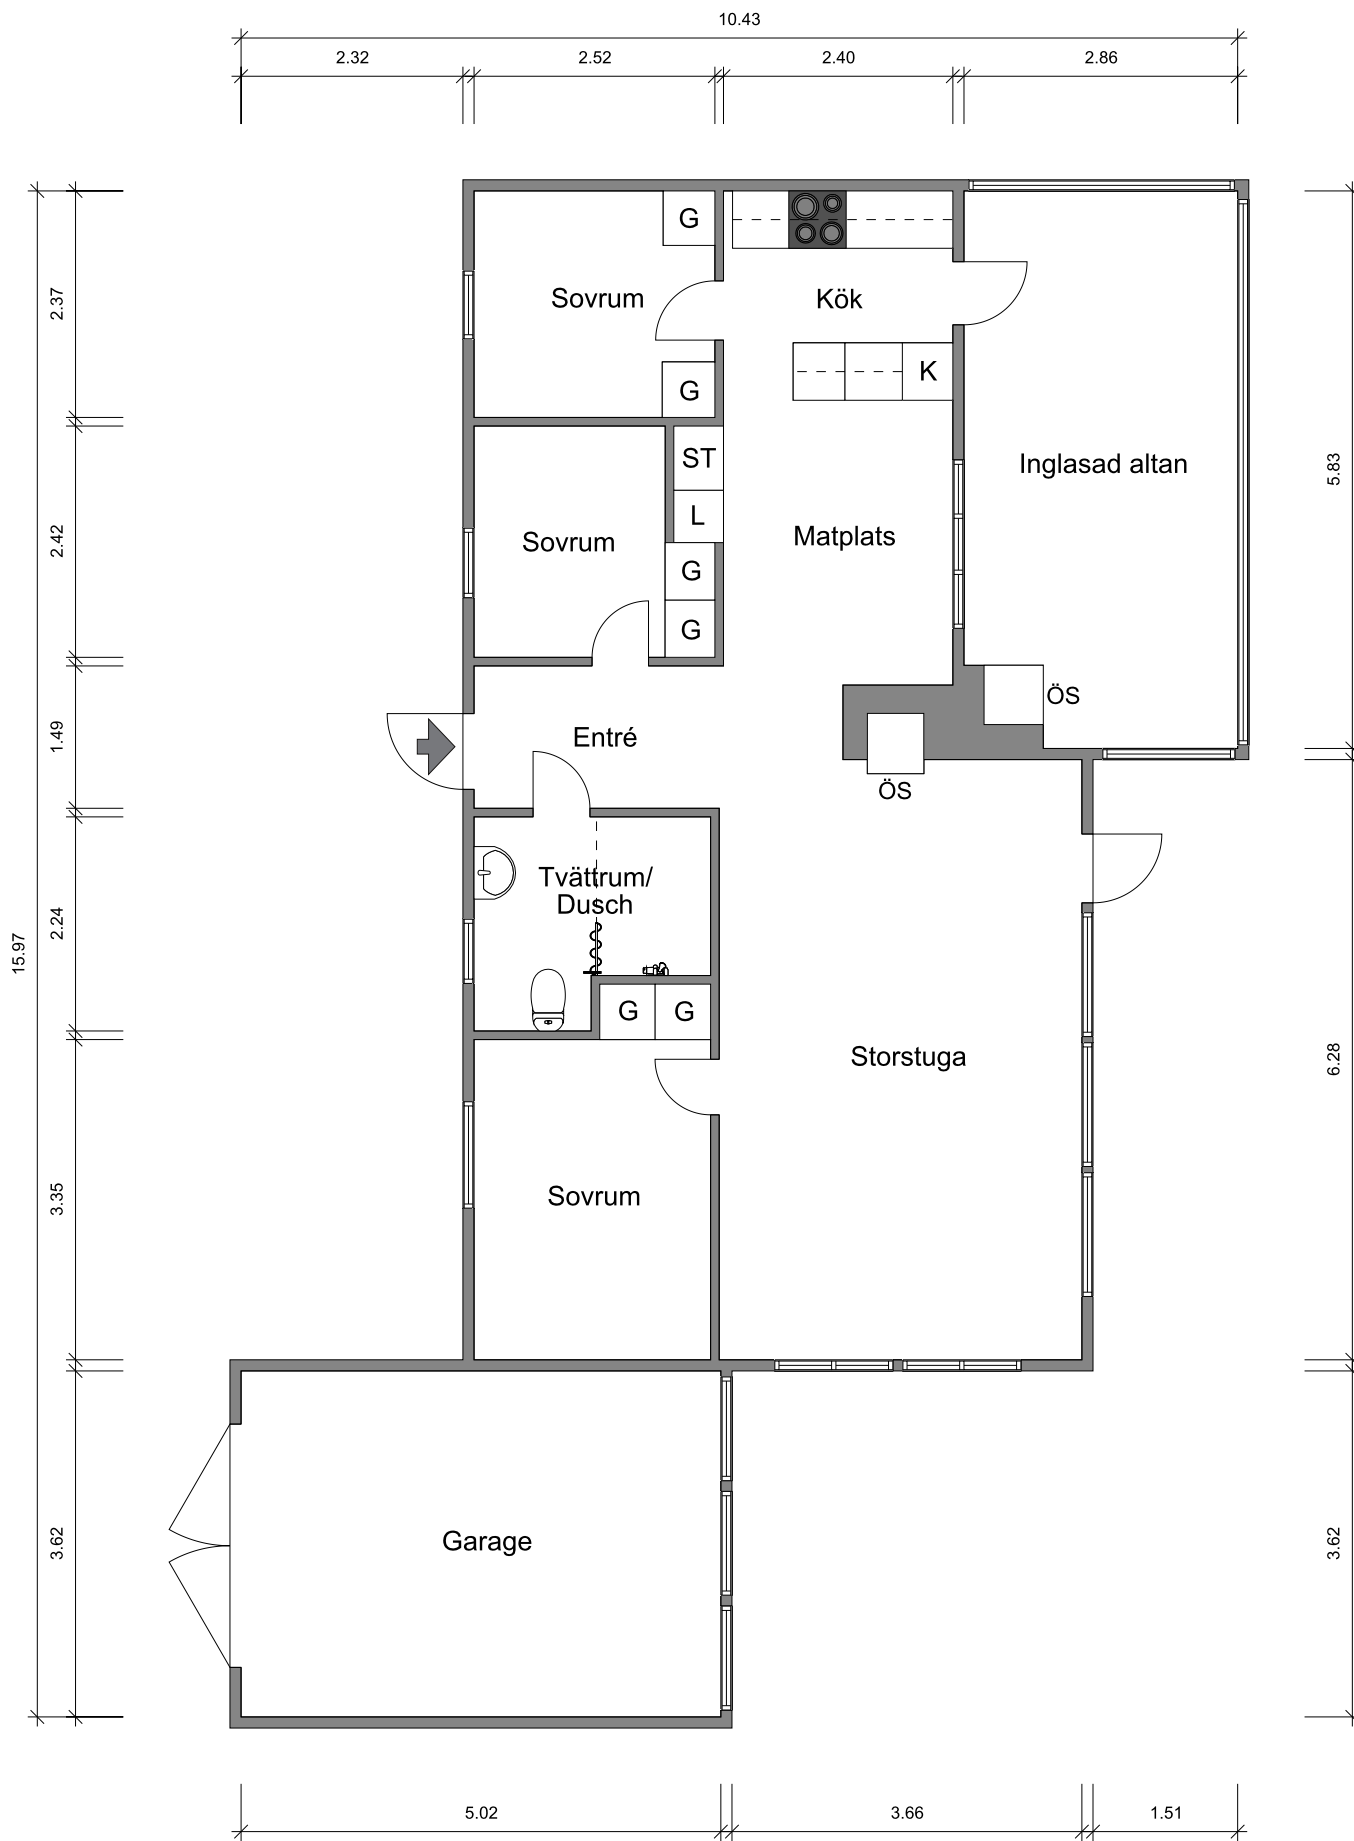 10.43
2.32
2.52
2.40
2.86
G
Sovrum
Kök
2.37
G
K
ST
Inglasad altan
5.83
L
Matplats
Sovrum
2.42
G
G
ÖS
Entré
1.49
ÖS
Tvättrum/
Dusch
2.24
15.97
G
G
Storstuga
6.28
Sovrum
3.35
Garage
3.62
3.62
5.02
3.66
1.51